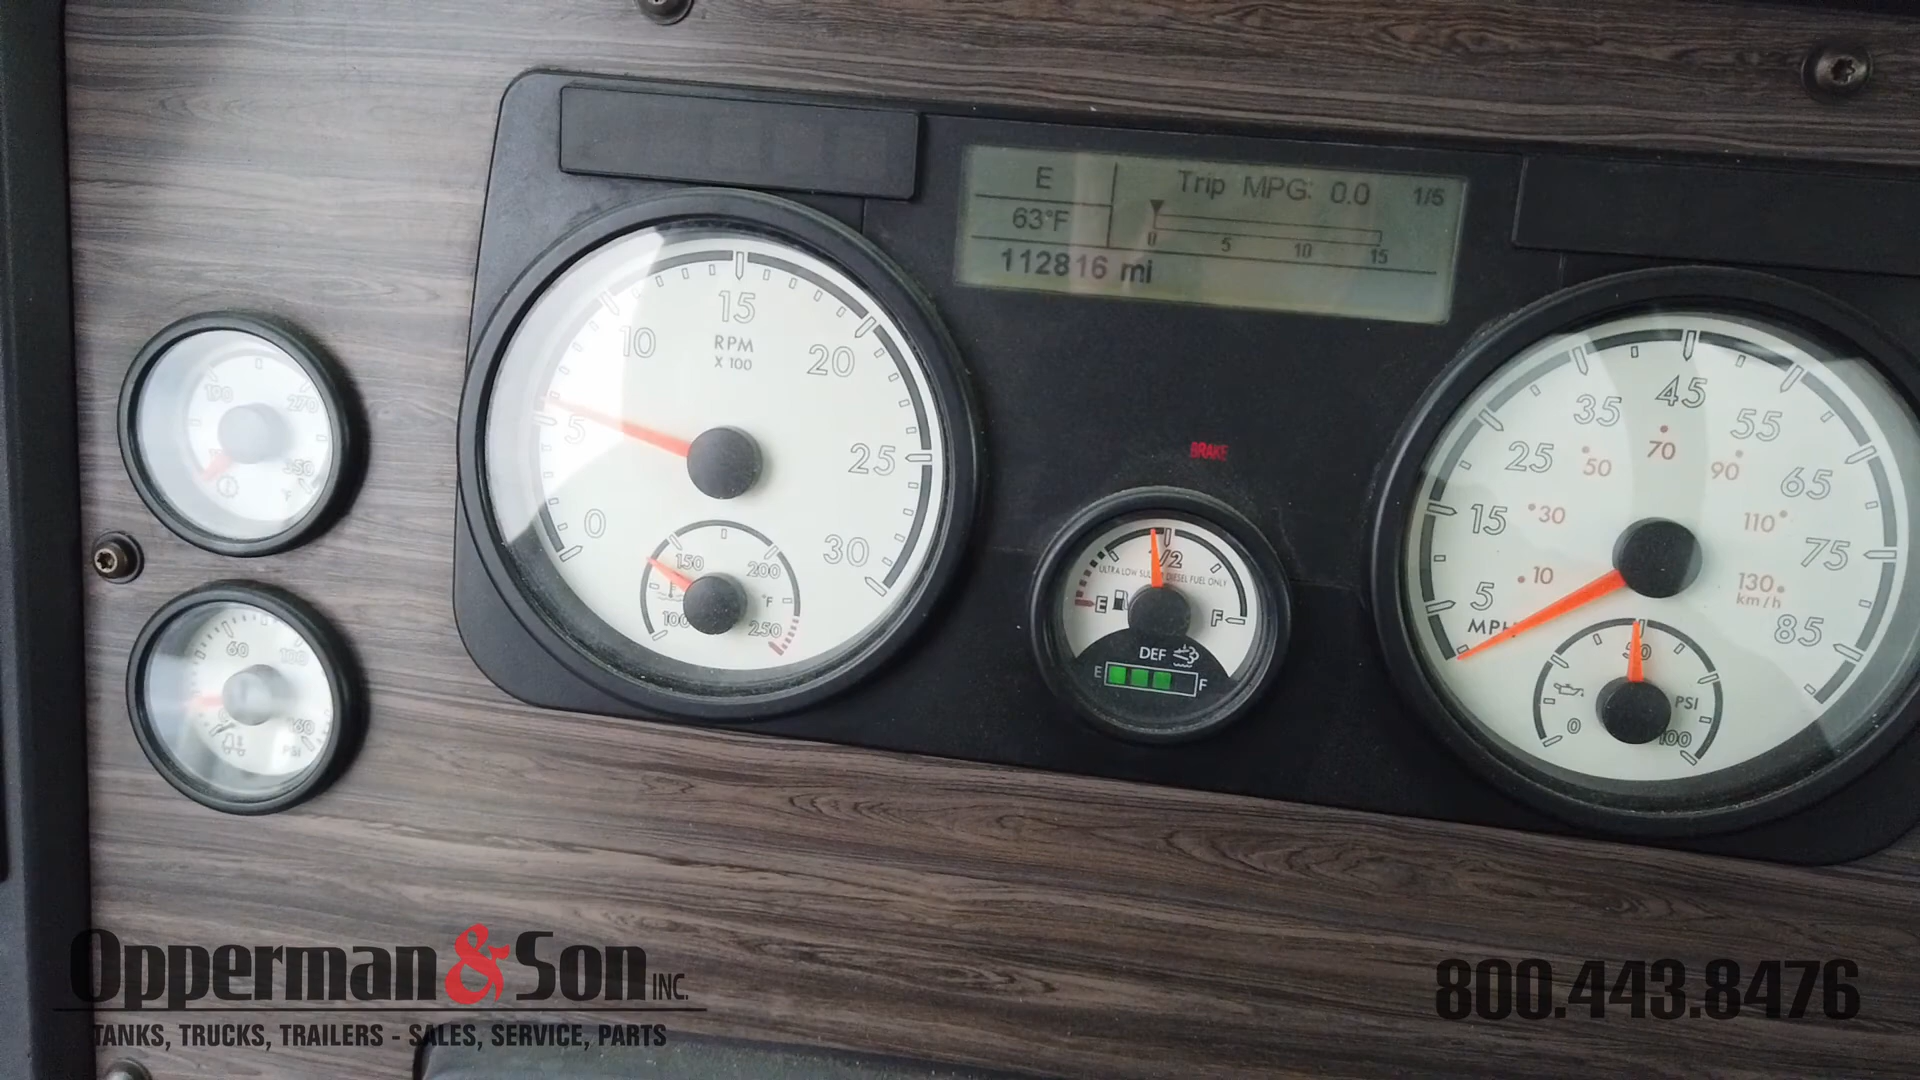 E
Trip MPG: 0.0
1/5
63°F
0 5 10 15
112816 mi
0 5 10 15 20 25 30
RPM
X 100
100 150 200 250
°F
BRAKE
1/2
E F
DEF
E F
5 15 25 35 45 55 65 75 85
MPH
10 30 50 70 90 110 130
km/h
0 100
PSI
270
350
°F
60
160
PSI
Opperman & Son INC.
TANKS, TRUCKS, TRAILERS - SALES, SERVICE, PARTS
800.443.8476